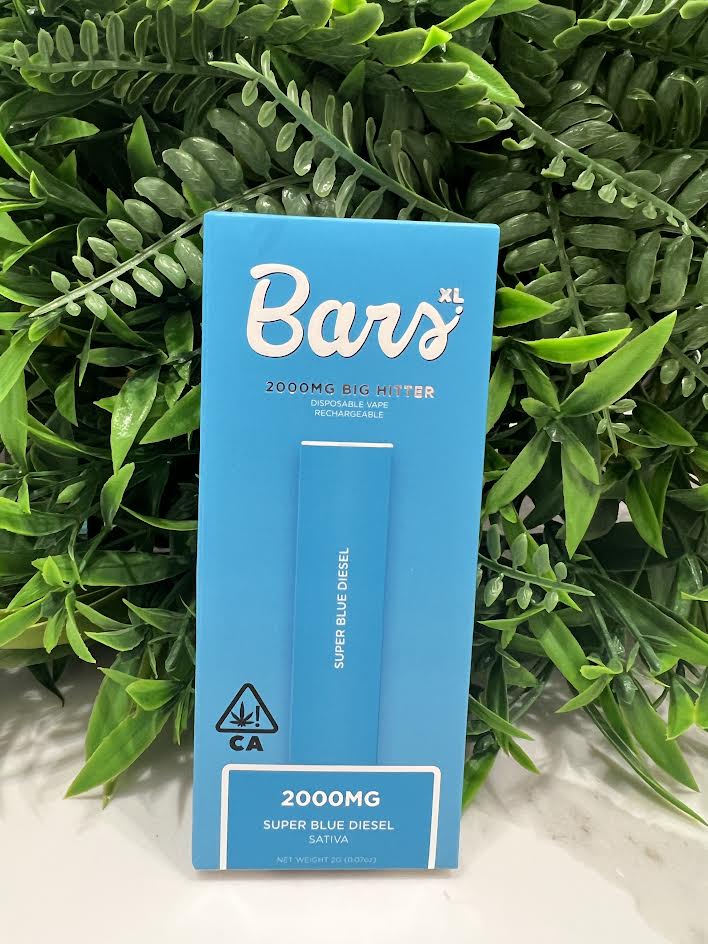 Bars XL
2000MG BIG HITTER
DISPOSABLE VAPE
RECHARGEABLE
SUPER BLUE DIESEL
CA
2000MG
SUPER BLUE DIESEL
SATIVA
NET WEIGHT 2G (0.07oz)